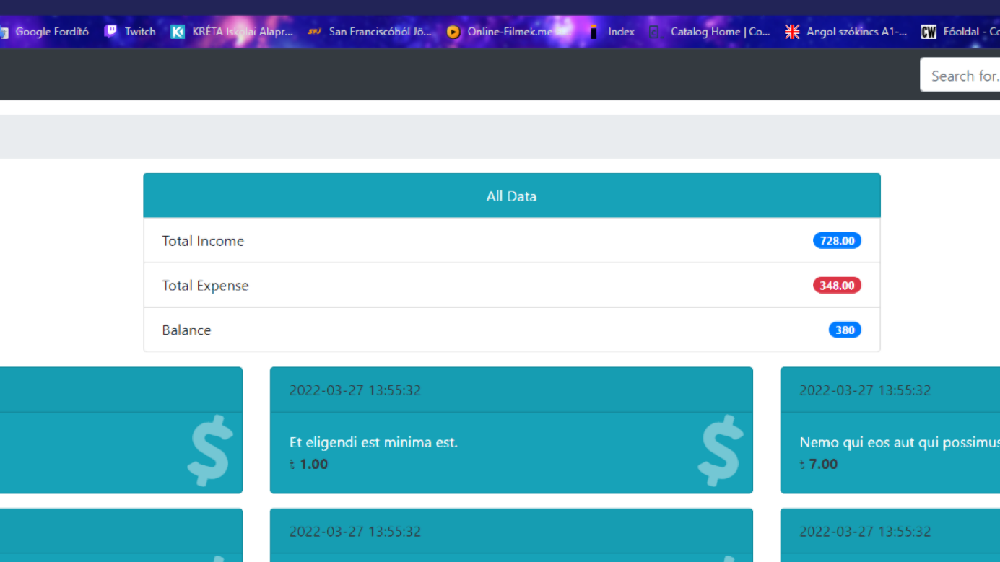 Google Fordító Twitch KRÉTA Iskolai Alapr... San Franciscóból Jö... Online-Filmek.me Index Catalog Home | Co... Angol szókincs A1-... CW Főoldal - Co
Search for.
All Data
Total Income 728.00
Total Expense 348.00
Balance 380
2022-03-27 13:55:32 2022-03-27 13:55:32
Et eligendi est minima est. Nemo qui eos aut qui possimus
৳ 1.00 ৳ 7.00
2022-03-27 13:55:32 2022-03-27 13:55:32